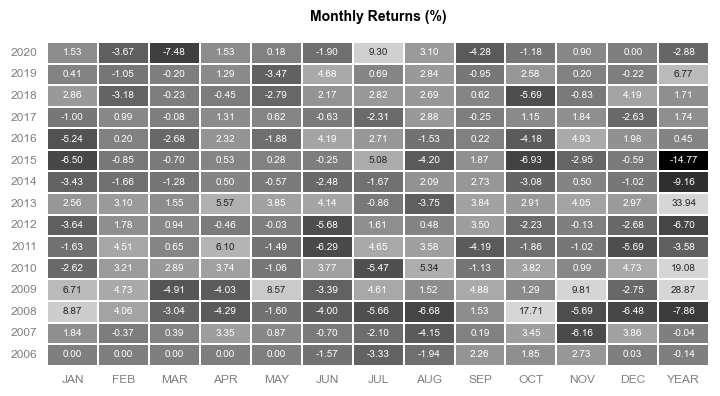 Monthly Returns (%)
2020 1.53 -3.67 -7.48 1.53 0.18 -1.90 9.30 3.10 -4.28 -1.18 0.90 0.00 -2.88
2019 0.41 -1.05 -0.20 1.29 -3.47 4.68 0.69 2.84 -0.95 2.58 0.20 -0.22 6.77
2018 2.86 -3.18 -0.23 -0.45 -2.79 2.17 2.82 2.69 0.62 -5.69 -0.83 4.19 1.71
2017 -1.00 0.99 -0.08 1.31 0.62 -0.63 -2.31 2.88 -0.25 1.15 1.84 -2.63 1.74
2016 -5.24 0.20 -2.68 2.32 -1.88 4.19 2.71 -1.53 0.22 -4.18 4.93 1.98 0.45
2015 -6.50 -0.85 -0.70 0.53 0.28 -0.25 5.08 -4.20 1.87 -6.93 -2.95 -0.59 -14.77
2014 -3.43 -1.66 -1.28 0.50 -0.57 -2.48 -1.67 2.09 2.73 -3.08 0.50 -1.02 -9.16
2013 2.56 3.10 1.55 5.57 3.85 4.14 -0.86 -3.75 3.84 2.91 4.05 2.97 33.94
2012 -3.64 1.78 0.94 -0.46 -0.03 -5.68 1.61 0.48 3.50 -2.23 -0.13 -2.68 -6.70
2011 -1.63 4.51 0.65 6.10 -1.49 -6.29 4.65 3.58 -4.19 -1.86 -1.02 -5.69 -3.58
2010 -2.62 3.21 2.89 3.74 -1.06 3.77 -5.47 5.34 -1.13 3.82 0.99 4.73 19.08
2009 6.71 4.73 -4.91 -4.03 8.57 -3.39 4.61 1.52 4.88 1.29 9.81 -2.75 28.87
2008 8.87 4.06 -3.04 -4.29 -1.60 -4.00 -5.66 -6.68 1.53 17.71 -5.69 -6.48 -7.86
2007 1.84 -0.37 0.39 3.35 0.87 -0.70 -2.10 -4.15 0.19 3.45 -6.16 3.86 -0.04
2006 0.00 0.00 0.00 0.00 0.00 -1.57 -3.33 -1.94 2.26 1.85 2.73 0.03 -0.14
JAN FEB MAR APR MAY JUN JUL AUG SEP OCT NOV DEC YEAR